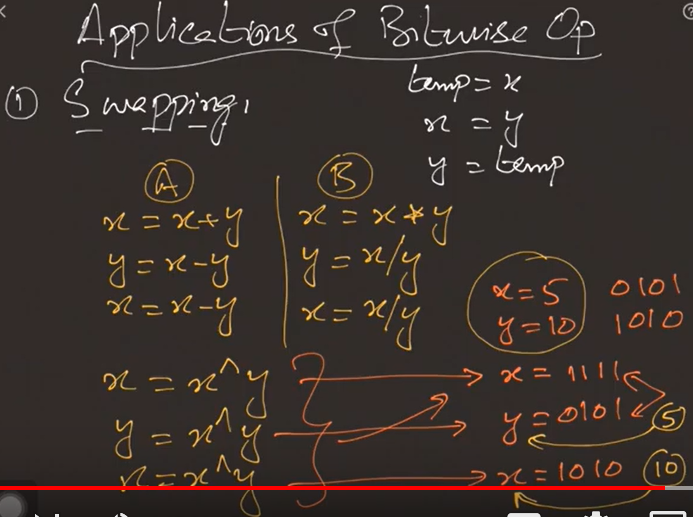 Applications of Bitwise Op
① Swapping,
temp = x
x = y
y = temp
Ⓐ
x = x+y
y = x-y
x = x-y
Ⓑ
x = x*y
y = x/y
x = x/y
x = 5 0101
y = 10 1010
x = x^y
y = x^y
x = x^y
x = 1111
y = 0101 ⑤
x = 1010 ⑩